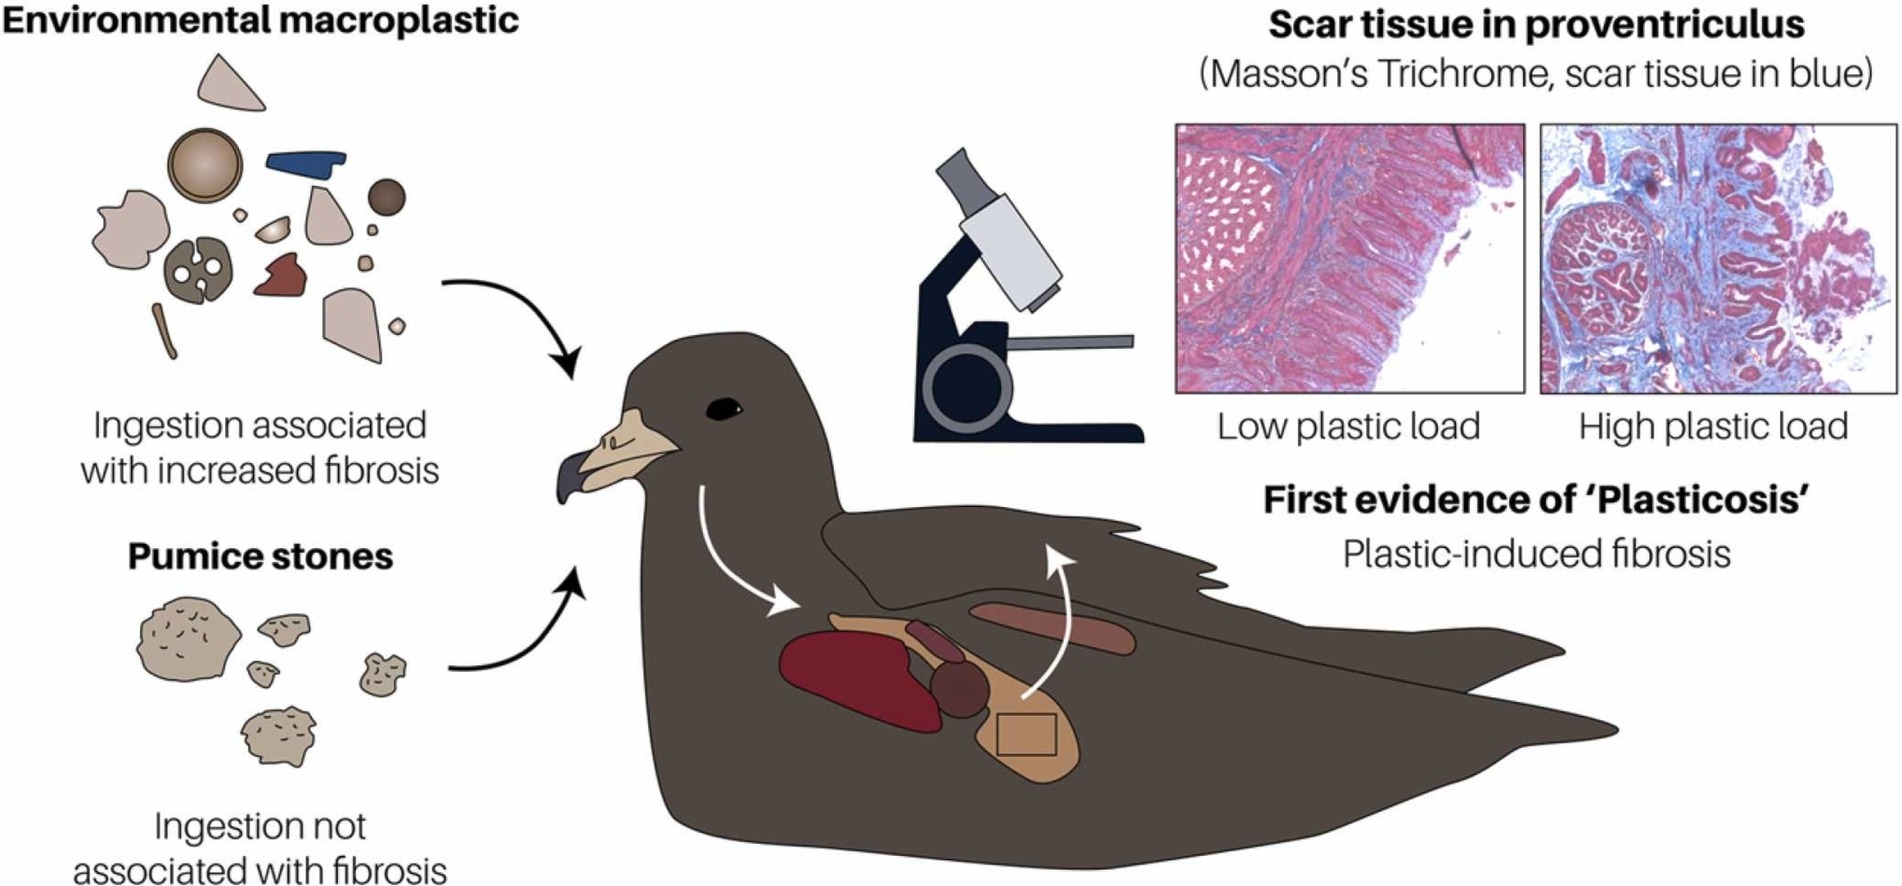 Environmental macroplastic
Ingestion associated
with increased fibrosis
Pumice stones
Ingestion not
associated with fibrosis
Scar tissue in proventriculus
(Masson’s Trichrome, scar tissue in blue)
Low plastic load
High plastic load
First evidence of ‘Plasticosis’
Plastic-induced fibrosis